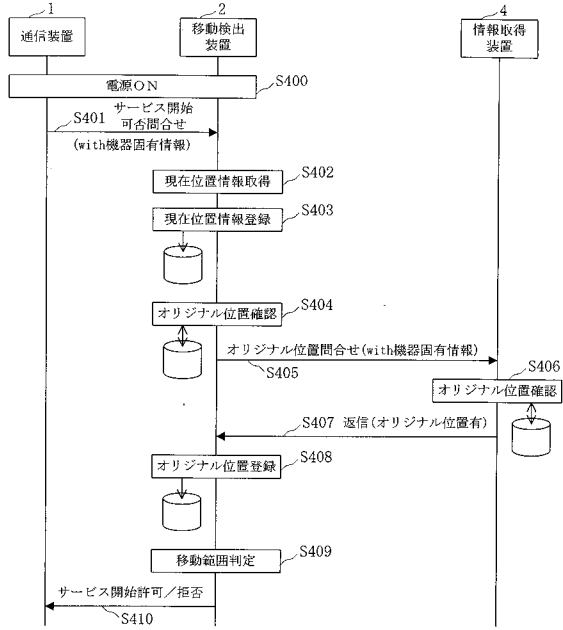 1
2
4
通信装置
移動検出
装置
情報取得
装置
電源ON
S400
S401
サービス開始
可否問合せ
(with機器固有情報)
現在位置情報取得
S402
現在位置情報登録
S403
オリジナル位置確認
S404
オリジナル位置問合せ(with機器固有情報)
S405
S406
オリジナル位置確認
S407 返信(オリジナル位置有)
オリジナル位置登録
S408
移動範囲判定
S409
サービス開始許可/拒否
S410